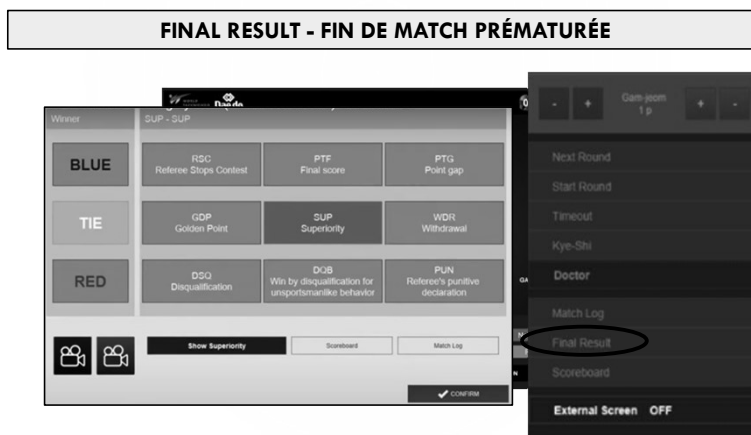 FINAL RESULT - FIN DE MATCH PRÉMATURÉE
Daedo
Winner
SUP - SUP
BLUE
RSC
Referee Stops Contest
PTF
Final score
PTG
Point gap
TIE
GDP
Golden Point
SUP
Superiority
WDR
Withdrawal
RED
DSQ
Disqualification
DQB
Win by disqualification for
unsportsmanlike behavior
PUN
Referee's punitive
declaration
Show Superiority
Scoreboard
Match Log
CONFIRM
- +
Gam-jeom
1 p
+ -
Next Round
Start Round
Timeout
Kye-Shi
Doctor
Match Log
Final Result
Scoreboard
External Screen OFF